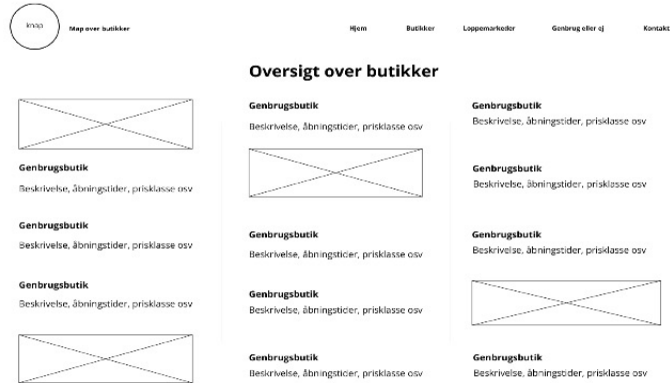 knap
Map over butikker
Hjem
Butikker
Loppemarkeder
Genbrug eller ej
Kontakt
Oversigt over butikker
Genbrugsbutik
Beskrivelse, åbningstider, prisklasse osv
Genbrugsbutik
Beskrivelse, åbningstider, prisklasse osv
Genbrugsbutik
Beskrivelse, åbningstider, prisklasse osv
Genbrugsbutik
Beskrivelse, åbningstider, prisklasse osv
Genbrugsbutik
Beskrivelse, åbningstider, prisklasse osv
Genbrugsbutik
Beskrivelse, åbningstider, prisklasse osv
Genbrugsbutik
Beskrivelse, åbningstider, prisklasse osv
Genbrugsbutik
Beskrivelse, åbningstider, prisklasse osv
Genbrugsbutik
Beskrivelse, åbningstider, prisklasse osv
Genbrugsbutik
Beskrivelse, åbningstider, prisklasse osv
Genbrugsbutik
Beskrivelse, åbningstider, prisklasse osv